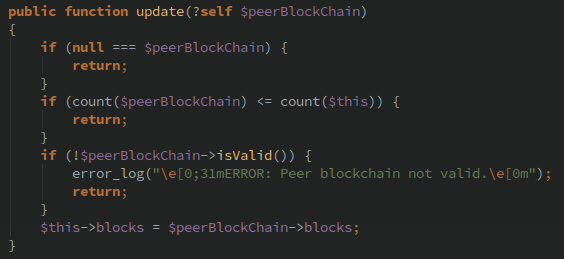 public function update(?self $peerBlockChain)
{
    if (null === $peerBlockChain) {
        return;
    }
    if (count($peerBlockChain) <= count($this)) {
        return;
    }
    if (!$peerBlockChain->isValid()) {
        error_log("\e[0;31mERROR: Peer blockchain not valid.\e[0m");
        return;
    }
    $this->blocks = $peerBlockChain->blocks;
}